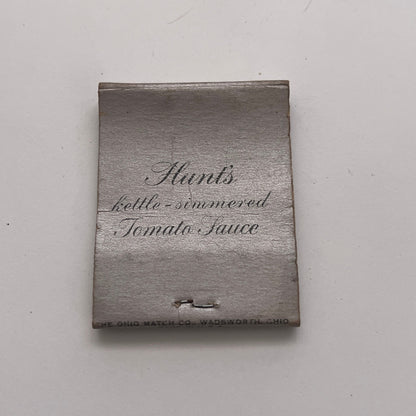 Hunt's
kettle-simmered
Tomato Sauce
THE OHIO MATCH CO., WADSWORTH, OHIO